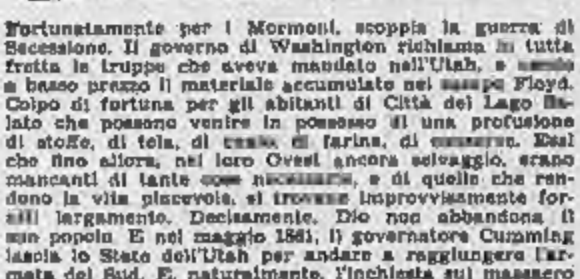 Fortunatamente per i Mormoni, scoppia la guerra di
Secessione. Il governo di Washington richiama in tutta
fretta le truppe che aveva mandato nell'Utah, e
a basso prezzo il materiale accumulato nel Floyd.
Colpo di fortuna per gli abitanti di Città del Lago Sa-
lato che possono venire in possesso di una profusione
di stoffe, di tela, di di farina, di Essi
che fino allora, nel loro Ovest ancora selvaggio, erano
mancanti di tante cose e di quelle che ren-
dono la vita piacevole, si trovano improvvisamente for-
niti largamente. Decisamente, Dio non abbandona il
suo popolo. E nel maggio 1861, il governatore Cumming
lascia lo Stato dell'Utah per andare a raggiungere l'ar-
mata del Sud. E, naturalmente, l'inchiesta sul massacro